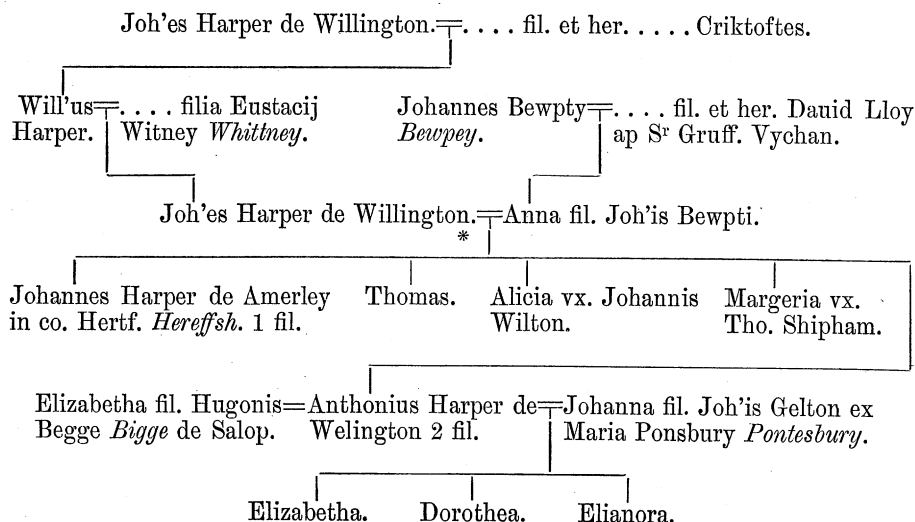 Joh'es Harper de Willington.=. . . . fil. et her. . . . . Criktoftes.
Will'us=. . . . filia Eustacij
Harper. Witney Whittney.
Johannes Bewpty=. . . . fil. et her. Dauid Lloy
Bewpey. ap Sr Gruff. Vychan.
Joh'es Harper de Willington.=Anna fil. Joh'is Bewpti.
*
Johannes Harper de Amerley
in co. Hertf. Hereffsh. 1 fil.
Thomas.
Alicia vx. Johannis
Wilton.
Margeria vx.
Tho. Shipham.
Elizabetha fil. Hugonis=Anthonius Harper de=Johanna fil. Joh'is Gelton ex
Begge Bigge de Salop. Welington 2 fil. Maria Ponsbury Pontesbury.
Elizabetha. Dorothea. Elianora.